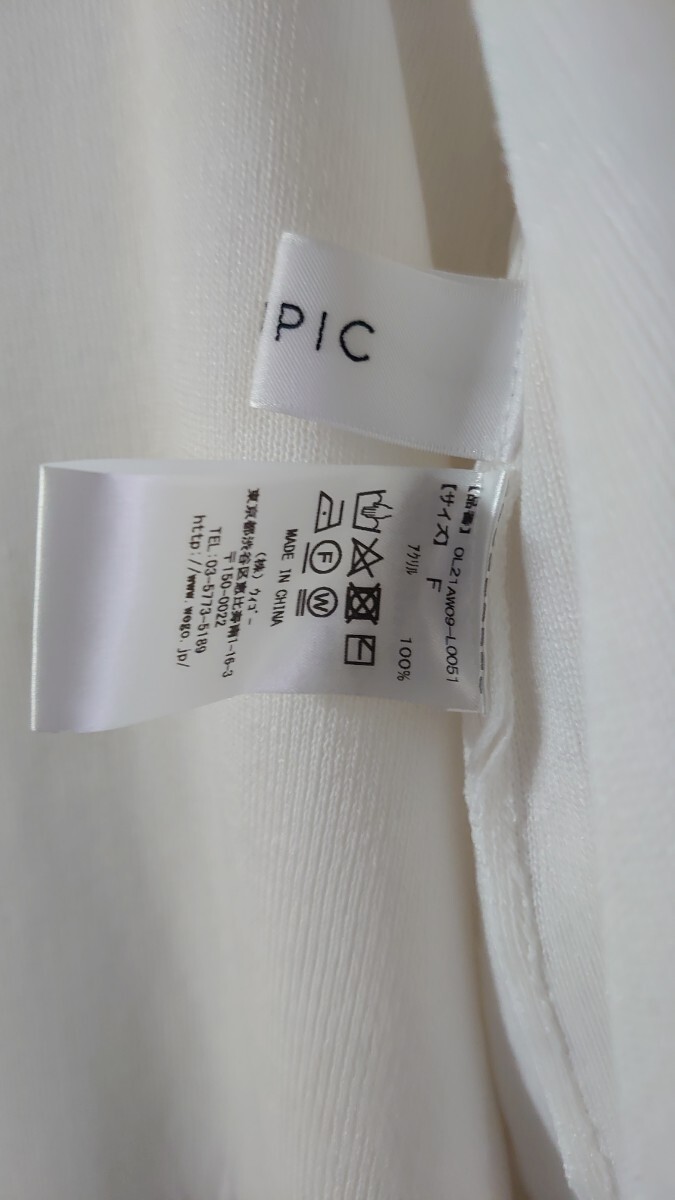 PIC
【品番】 OL21AW09-L0051
【サイズ】 F
アクリル 100%
F W
MADE IN CHINA
(株) ウィゴー
東京都渋谷区恵比寿南1-16-3
〒150-0022
TEL:03-5773-5189
http://www.wego.jp/